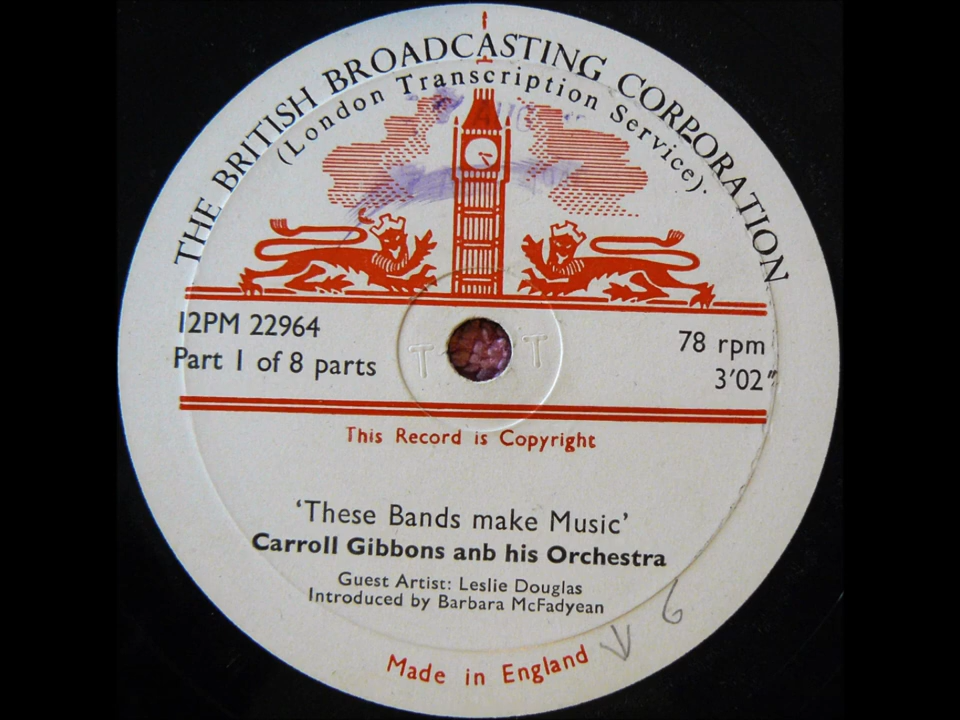 THE BRITISH BROADCASTING CORPORATION
(London Transcription Service)
12PM 22964
78 rpm
Part 1 of 8 parts
3'02"
T T
This Record is Copyright
‘These Bands make Music’
Carroll Gibbons anb his Orchestra
Guest Artist: Leslie Douglas
Introduced by Barbara McFadyean
6
Made in England